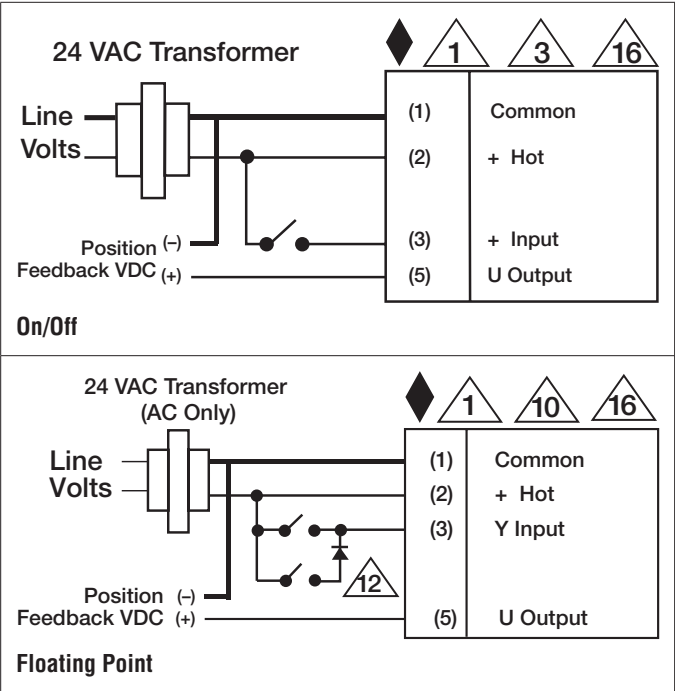 24 VAC Transformer
1 3 16
Line
Volts
(1) Common
(2) + Hot
(3) + Input
(5) U Output
Position (–)
Feedback VDC (+)
On/Off
24 VAC Transformer
(AC Only)
1 10 16
Line
Volts
(1) Common
(2) + Hot
(3) Y Input
12
Position (–)
Feedback VDC (+)
(5) U Output
Floating Point